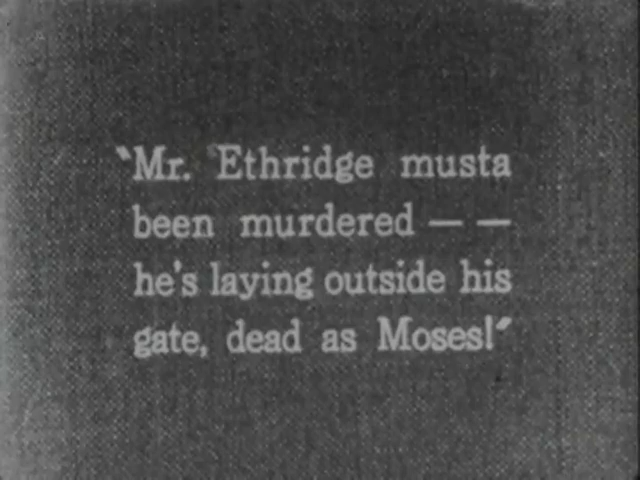 "Mr. Ethridge musta
been murdered — —
he's laying outside his
gate, dead as Moses!"